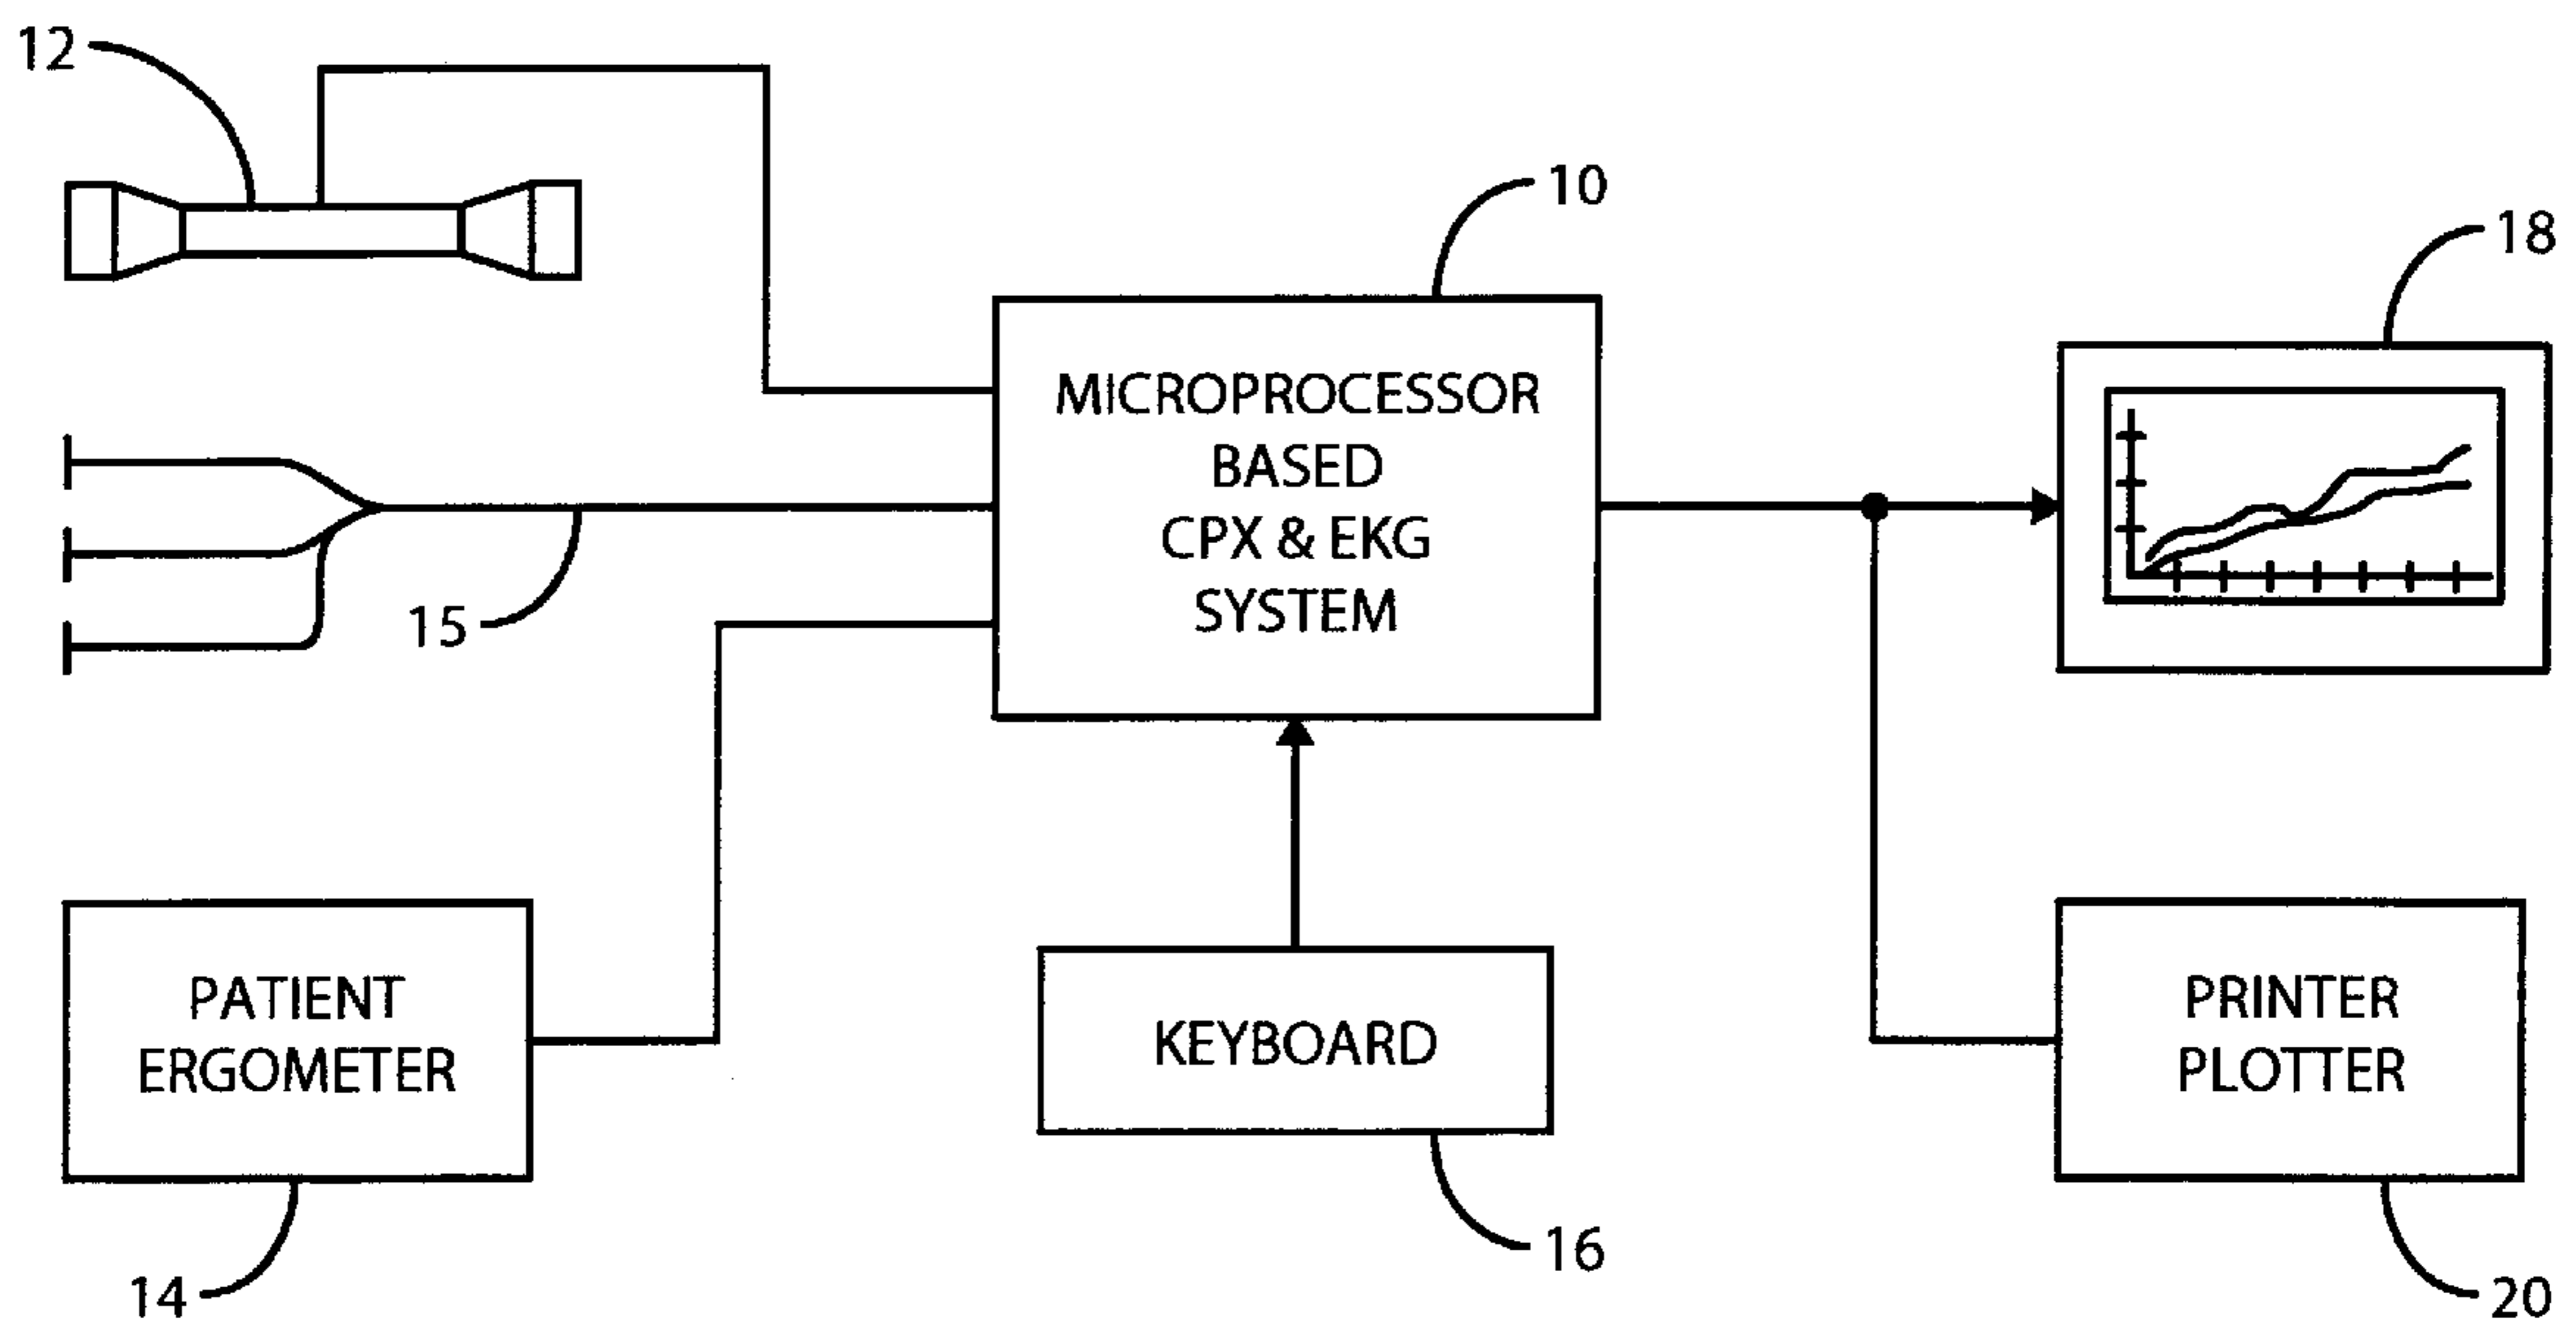 12
10
18
MICROPROCESSOR
BASED
CPX & EKG
SYSTEM
15
PATIENT
ERGOMETER
KEYBOARD
PRINTER
PLOTTER
14
16
20